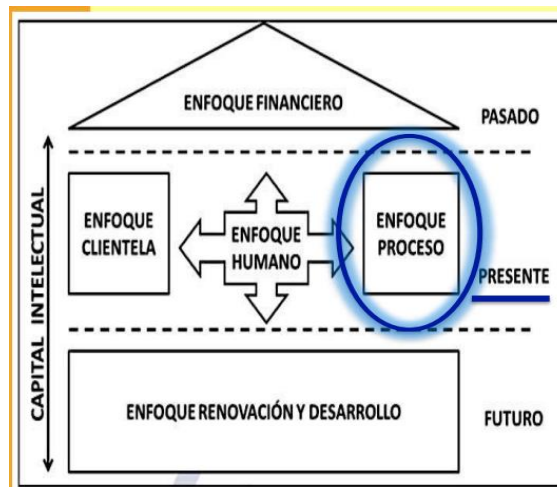 ENFOQUE FINANCIERO
PASADO
CAPITAL INTELECTUAL
ENFOQUE
CLIENTELA
ENFOQUE
HUMANO
ENFOQUE
PROCESO
PRESENTE
ENFOQUE RENOVACIÓN Y DESARROLLO
FUTURO